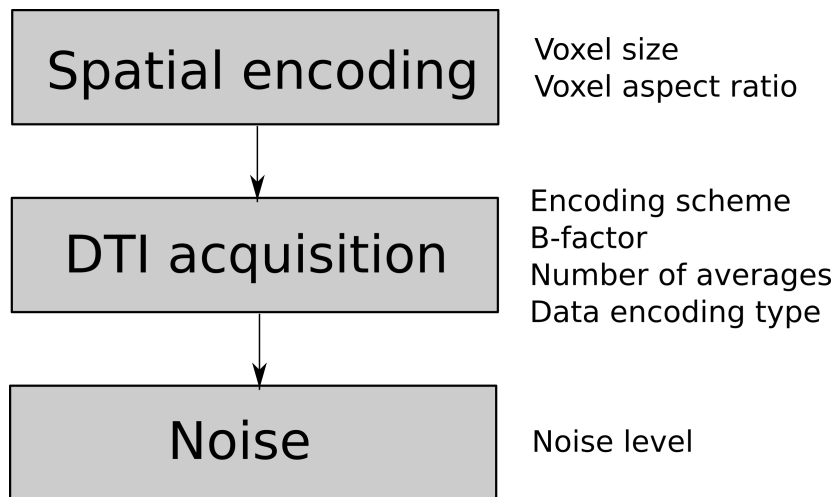 Spatial encoding
Voxel size
Voxel aspect ratio
DTI acquisition
Encoding scheme
B-factor
Number of averages
Data encoding type
Noise
Noise level